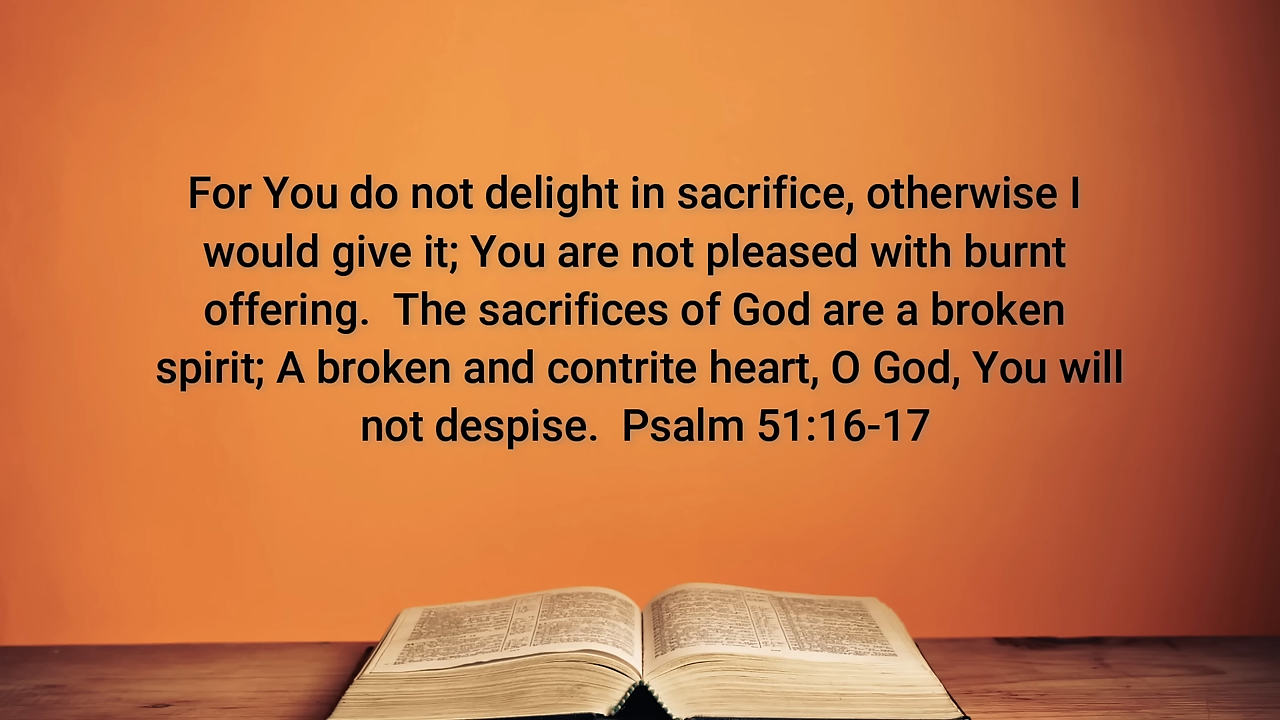 For You do not delight in sacrifice, otherwise I
would give it; You are not pleased with burnt
offering.  The sacrifices of God are a broken
spirit; A broken and contrite heart, O God, You will
not despise.  Psalm 51:16-17